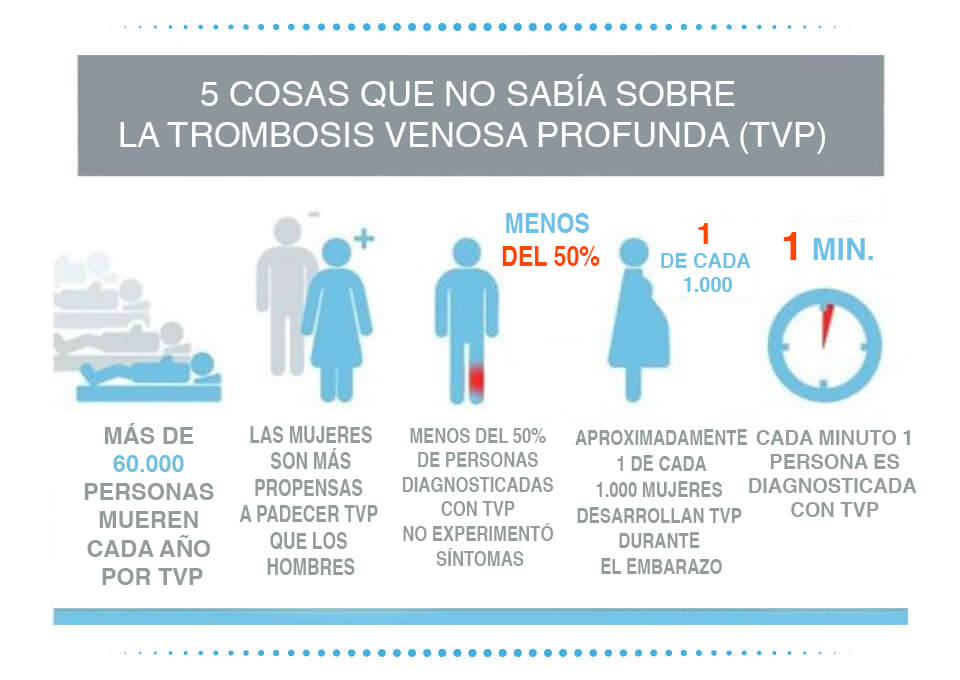 5 COSAS QUE NO SABÍA SOBRE
LA TROMBOSIS VENOSA PROFUNDA (TVP)
MÁS DE
60.000
PERSONAS
MUEREN
CADA AÑO
POR TVP
- +
LAS MUJERES
SON MÁS
PROPENSAS
A PADECER TVP
QUE LOS
HOMBRES
MENOS
DEL 50%
MENOS DEL 50%
DE PERSONAS
DIAGNOSTICADAS
CON TVP
NO EXPERIMENTÓ
SÍNTOMAS
1
DE CADA
1.000
APROXIMADAMENTE
1 DE CADA
1.000 MUJERES
DESARROLLAN TVP
DURANTE
EL EMBARAZO
1 MIN.
CADA MINUTO 1
PERSONA ES
DIAGNOSTICADA
CON TVP